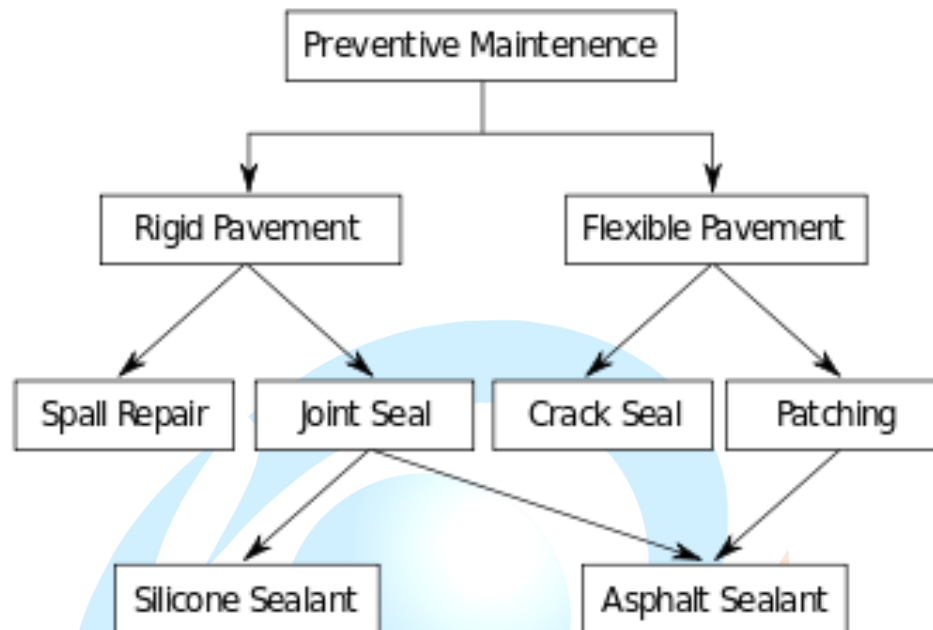 Preventive Maintenence
Rigid Pavement
Flexible Pavement
Spall Repair
Joint Seal
Crack Seal
Patching
Silicone Sealant
Asphalt Sealant